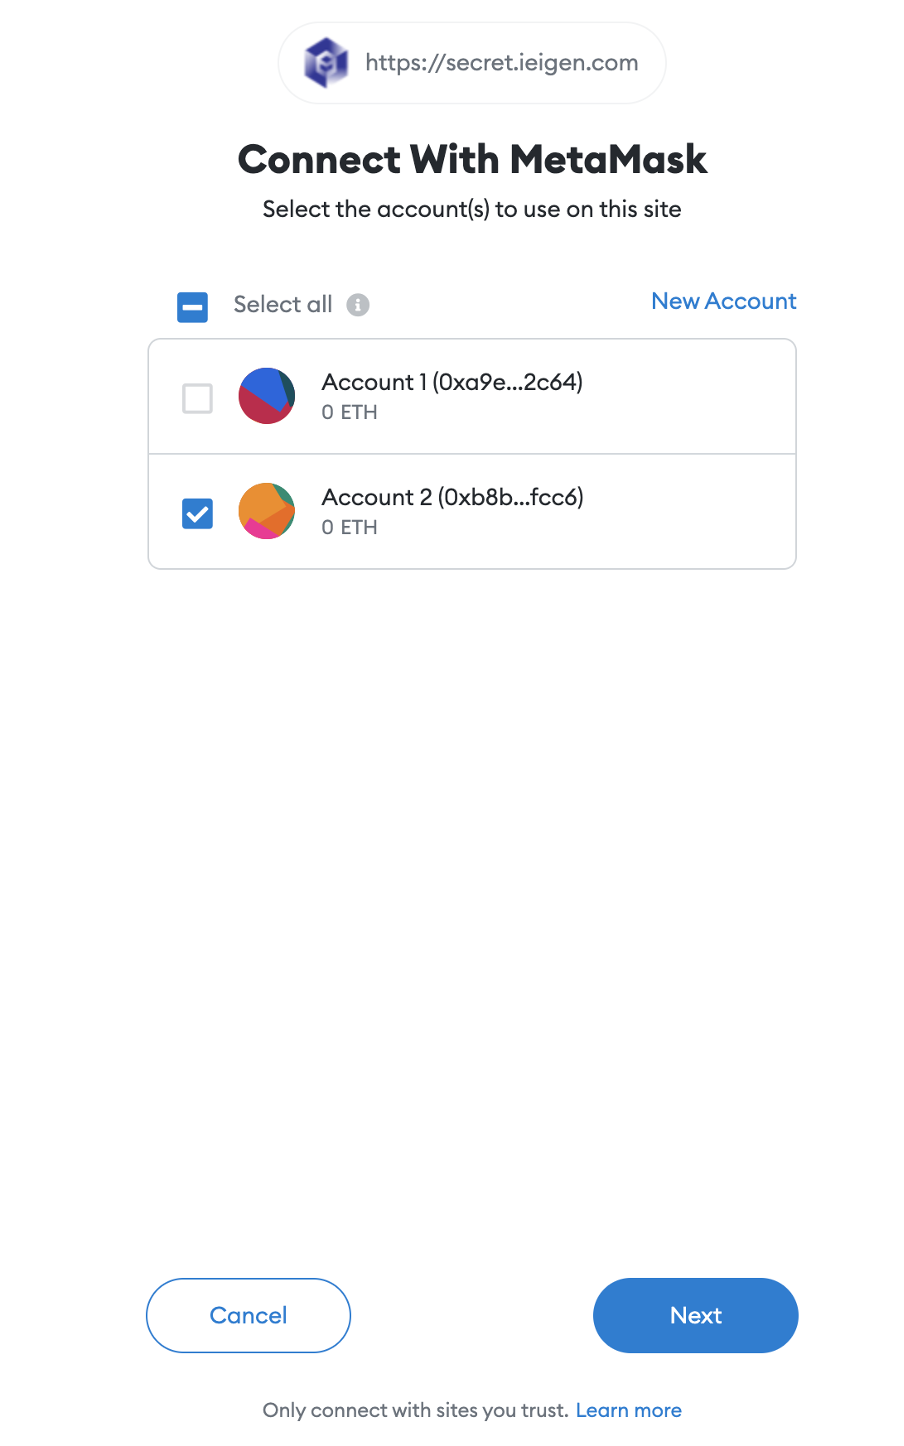 https://secret.ieigen.com
Connect With MetaMask
Select the account(s) to use on this site
Select all
New Account
Account 1 (0xa9e...2c64)
0 ETH
Account 2 (0xb8b...fcc6)
0 ETH
Cancel
Next
Only connect with sites you trust. Learn more